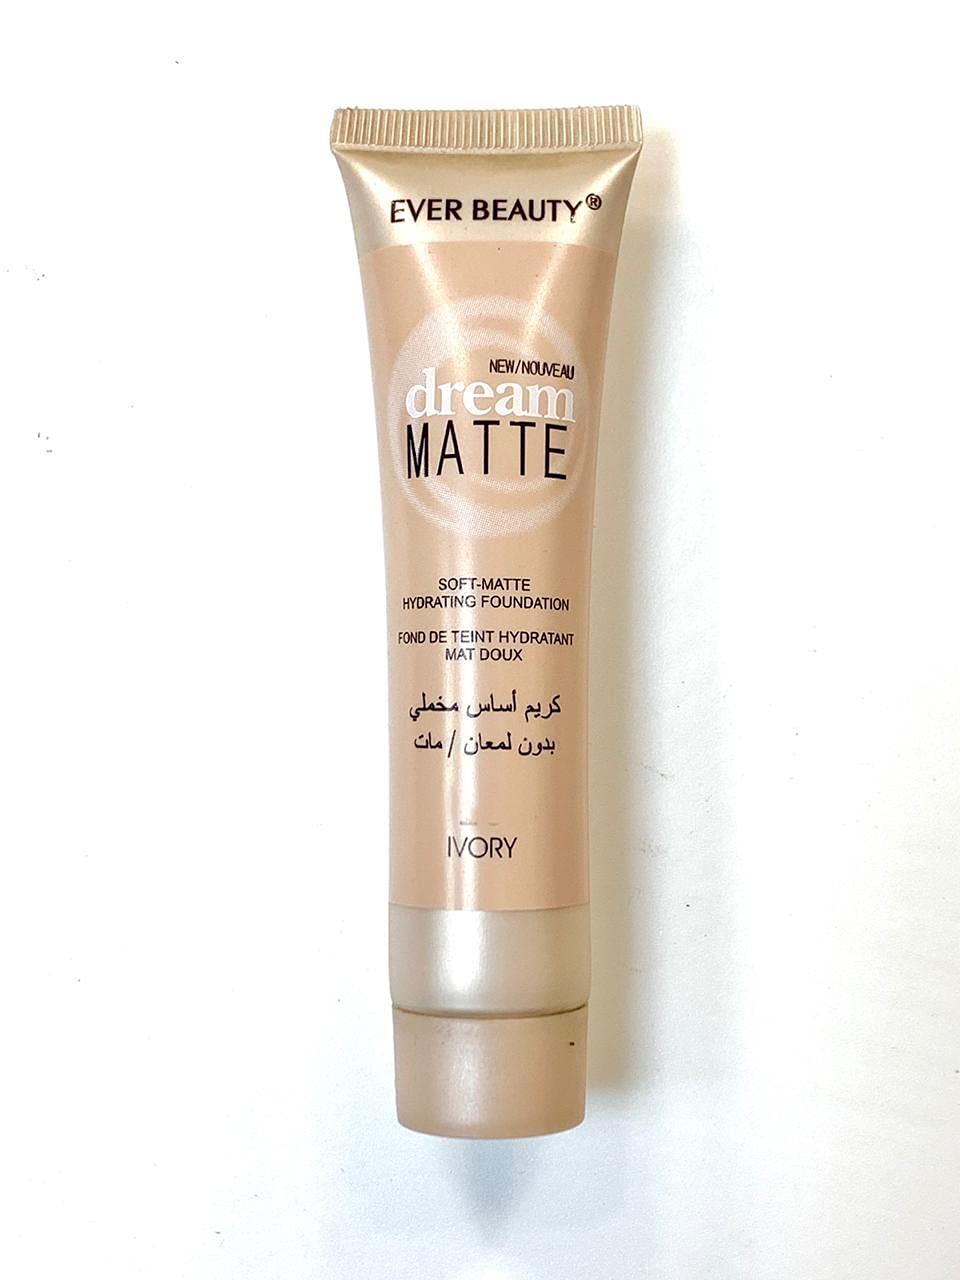 EVER BEAUTY®
NEW/NOUVEAU
dream
MATTE
SOFT-MATTE
HYDRATING FOUNDATION
FOND DE TEINT HYDRATANT
MAT DOUX
كريم أساس مخملي
بدون لمعان / مات
IVORY